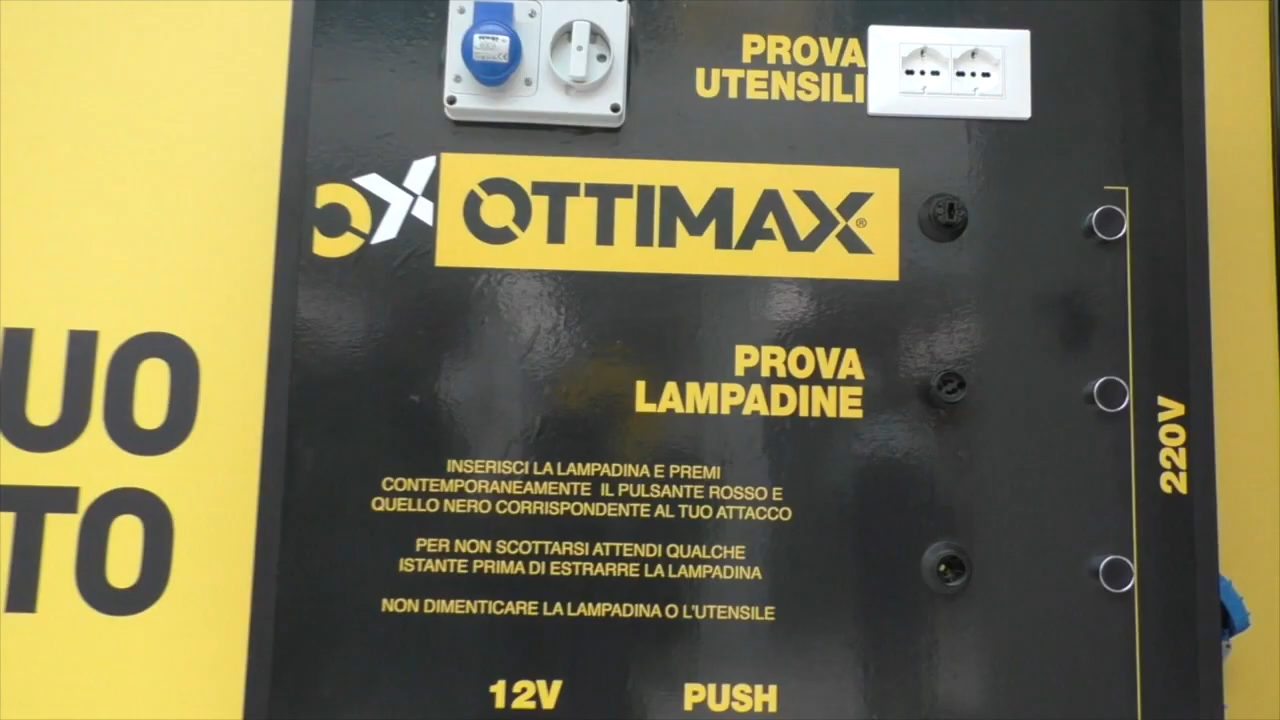 PROVA
UTENSILI
OX
OTTIMAX®
UO
TO
PROVA
LAMPADINE
220V
INSERISCI LA LAMPADINA E PREMI
CONTEMPORANEAMENTE IL PULSANTE ROSSO E
QUELLO NERO CORRISPONDENTE AL TUO ATTACCO
PER NON SCOTTARSI ATTENDI QUALCHE
ISTANTE PRIMA DI ESTRARRE LA LAMPADINA
NON DIMENTICARE LA LAMPADINA O L'UTENSILE
12V
PUSH